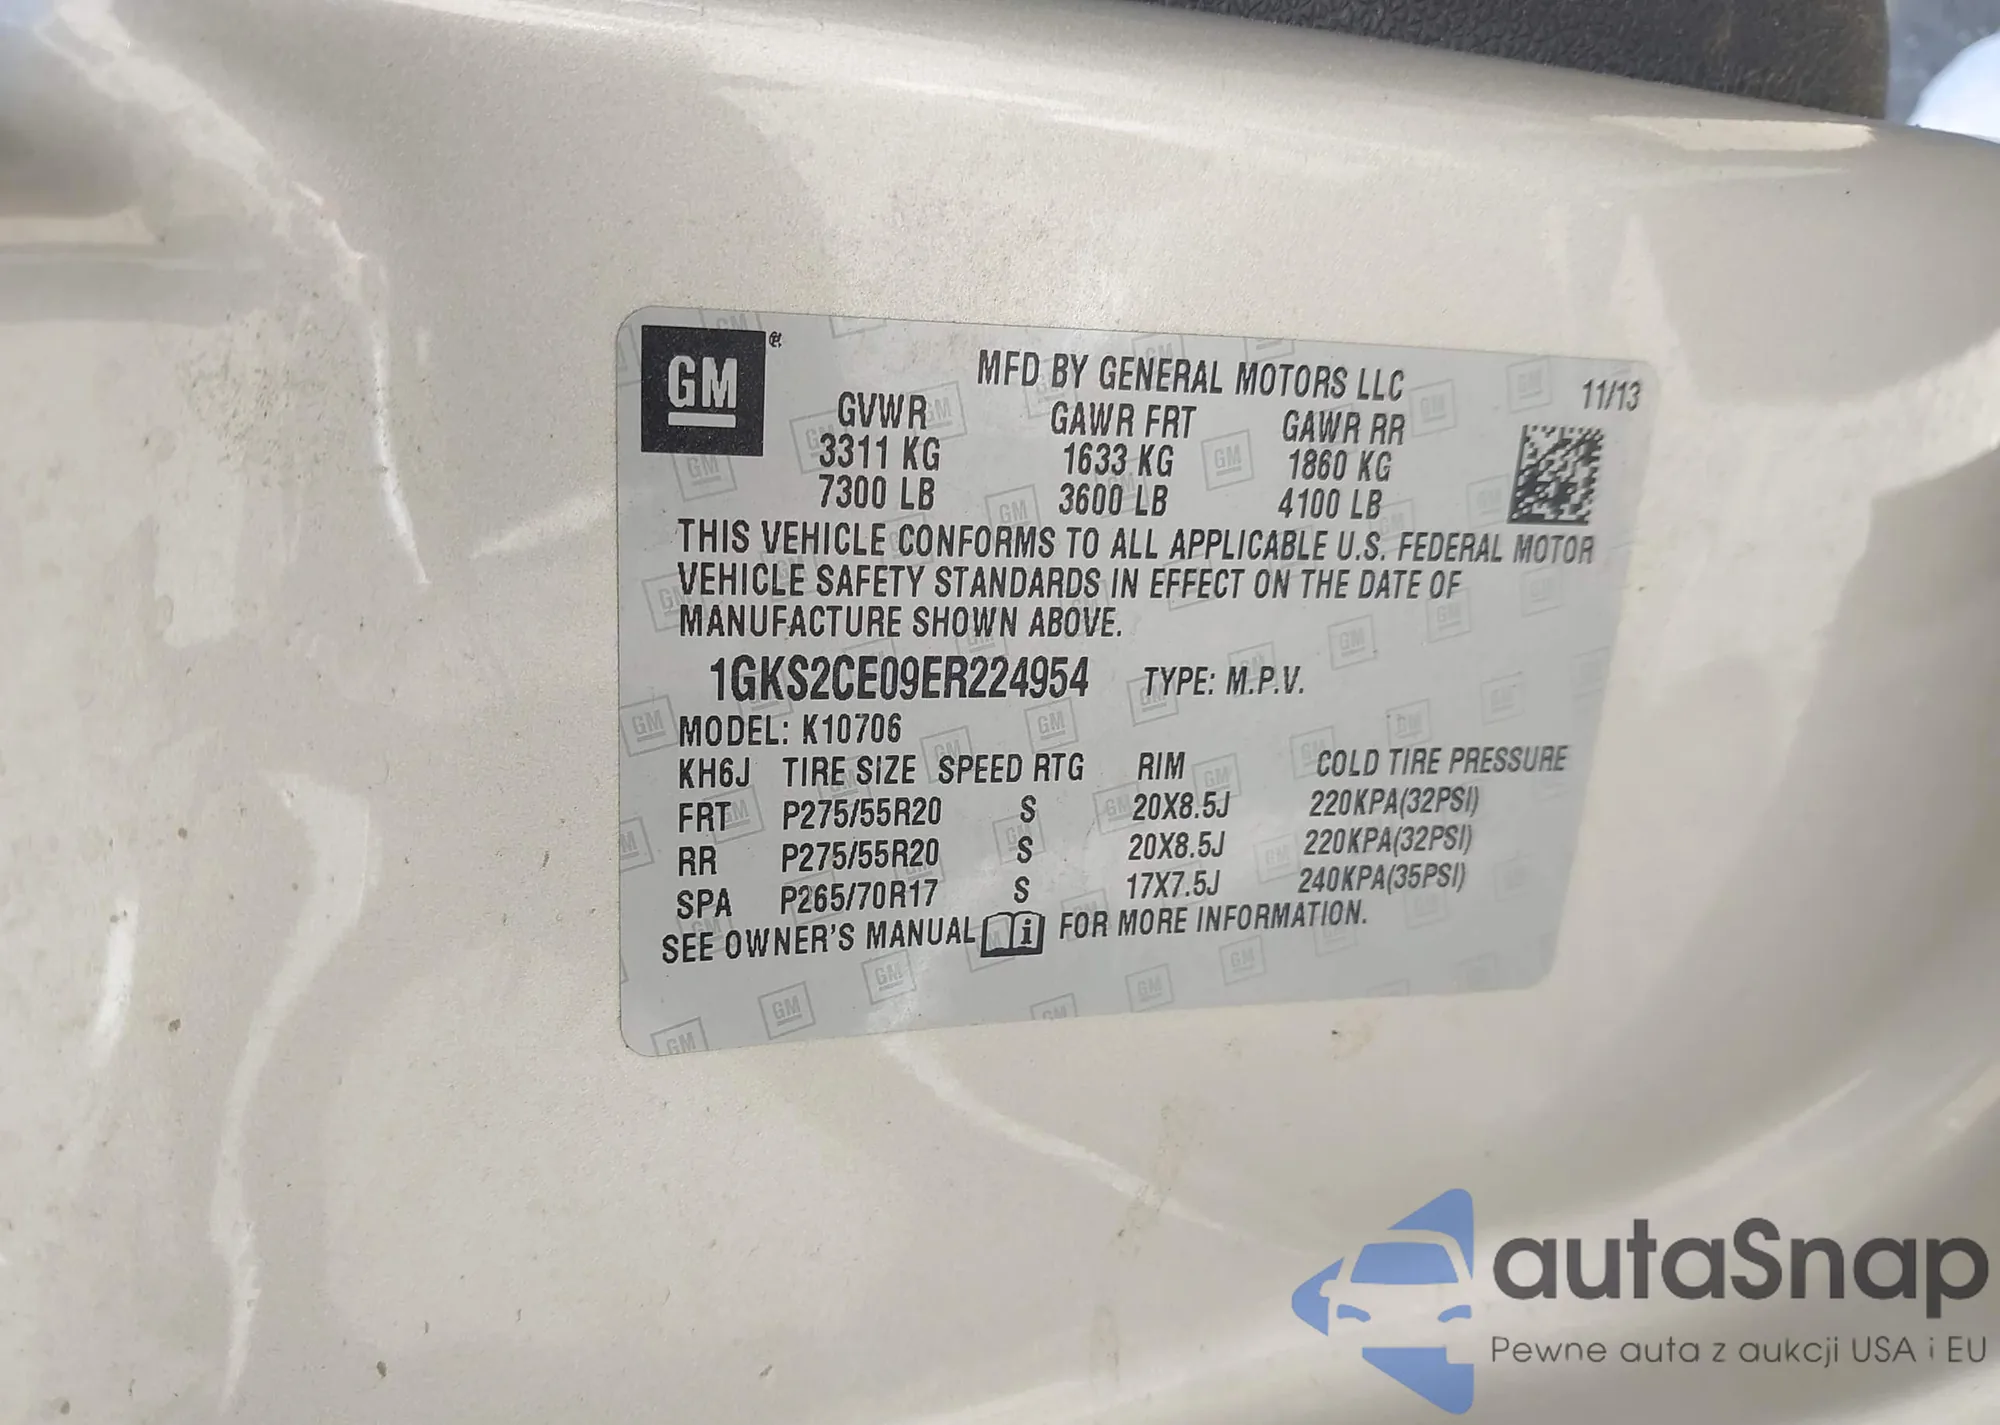 GM
MFD BY GENERAL MOTORS LLC 11/13
GVWR GAWR FRT GAWR RR
3311 KG 1633 KG 1860 KG
7300 LB 3600 LB 4100 LB
THIS VEHICLE CONFORMS TO ALL APPLICABLE U.S. FEDERAL MOTOR
VEHICLE SAFETY STANDARDS IN EFFECT ON THE DATE OF
MANUFACTURE SHOWN ABOVE.
1GKS2CE09ER224954 TYPE: M.P.V.
MODEL: K10706
KH6J TIRE SIZE SPEED RTG RIM COLD TIRE PRESSURE
FRT P275/55R20 S 20X8.5J 220KPA(32PSI)
RR P275/55R20 S 20X8.5J 220KPA(32PSI)
SPA P265/70R17 S 17X7.5J 240KPA(35PSI)
SEE OWNER'S MANUAL i FOR MORE INFORMATION.
autaSnap
Pewne auta z aukcji USA i EU